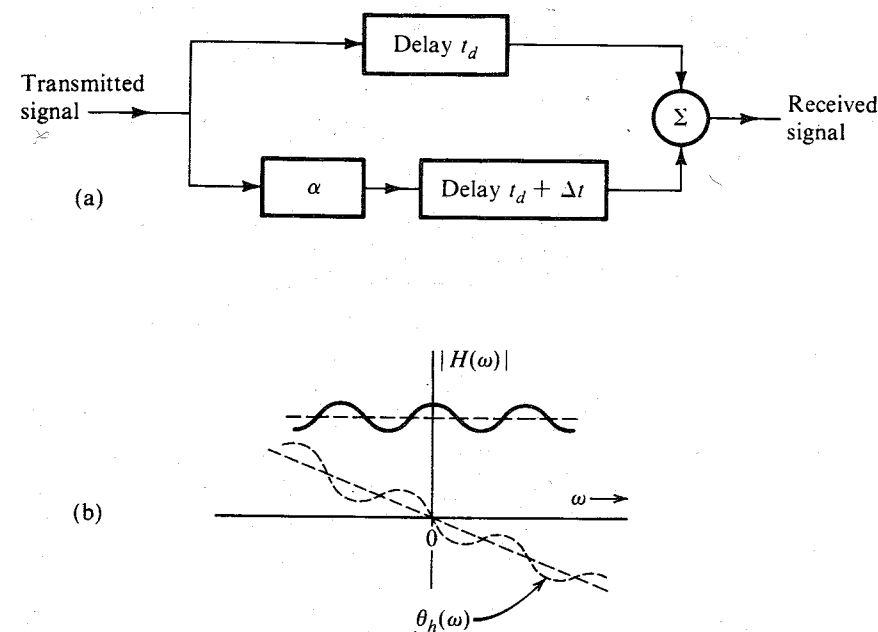 Delay t_d
Transmitted
signal
Σ
Received
signal
α
Delay t_d + Δt
(a)
|H(ω)|
ω
(b)
0
θ_h(ω)